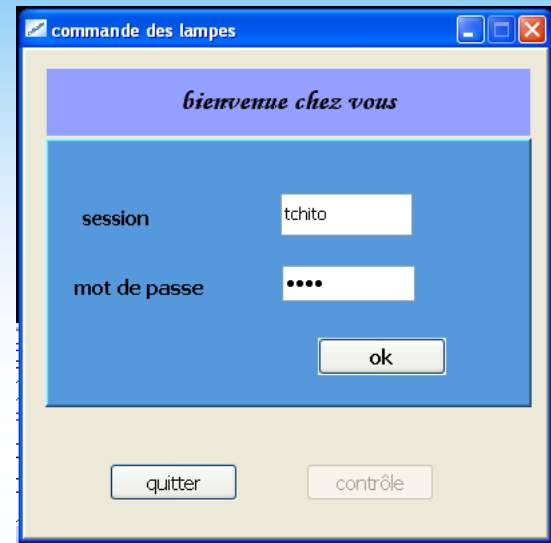 commande des lampes
bienvenue chez vous
session
tchito
mot de passe
••••
ok
quitter
contrôle